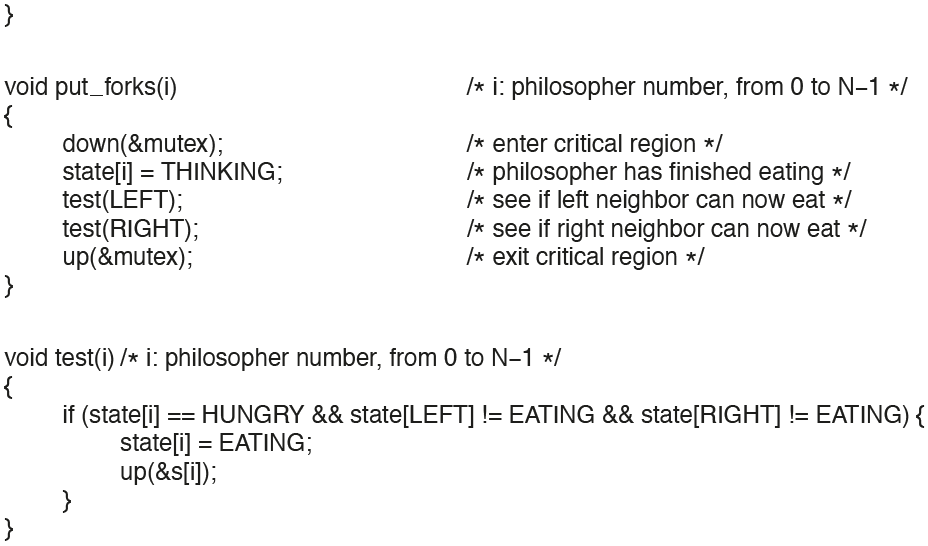 }
void put_forks(i) /* i: philosopher number, from 0 to N–1 */
{
down(&mutex); /* enter critical region */
state[i] = THINKING; /* philosopher has finished eating */
test(LEFT); /* see if left neighbor can now eat */
test(RIGHT); /* see if right neighbor can now eat */
up(&mutex); /* exit critical region */
}
void test(i) /* i: philosopher number, from 0 to N–1 */
{
if (state[i] == HUNGRY && state[LEFT] != EATING && state[RIGHT] != EATING) {
state[i] = EATING;
up(&s[i]);
}
}